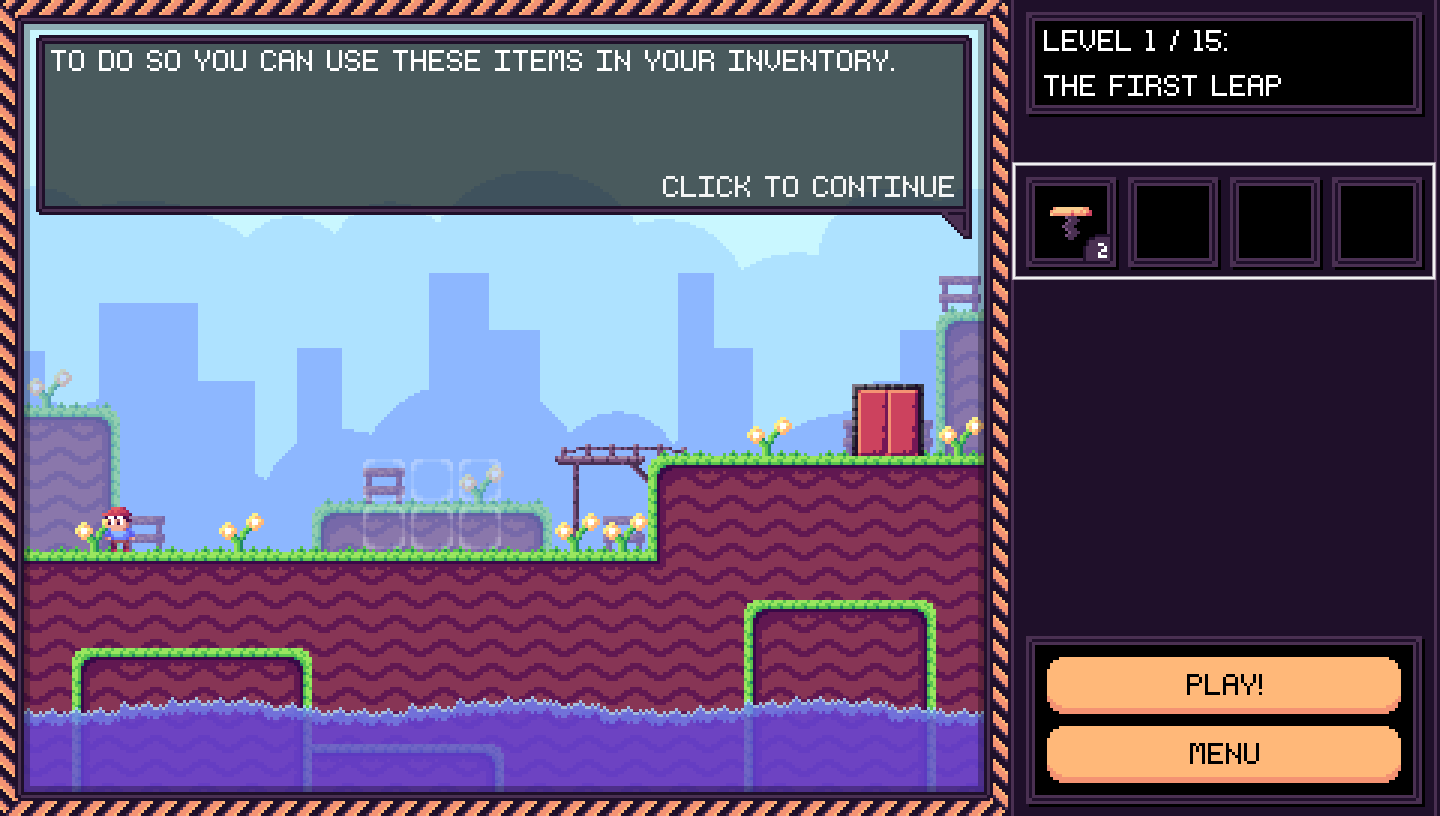 TO DO SO YOU CAN USE THESE ITEMS IN YOUR INVENTORY.
CLICK TO CONTINUE
LEVEL 1 / 15:
THE FIRST LEAP
2
PLAY!
MENU